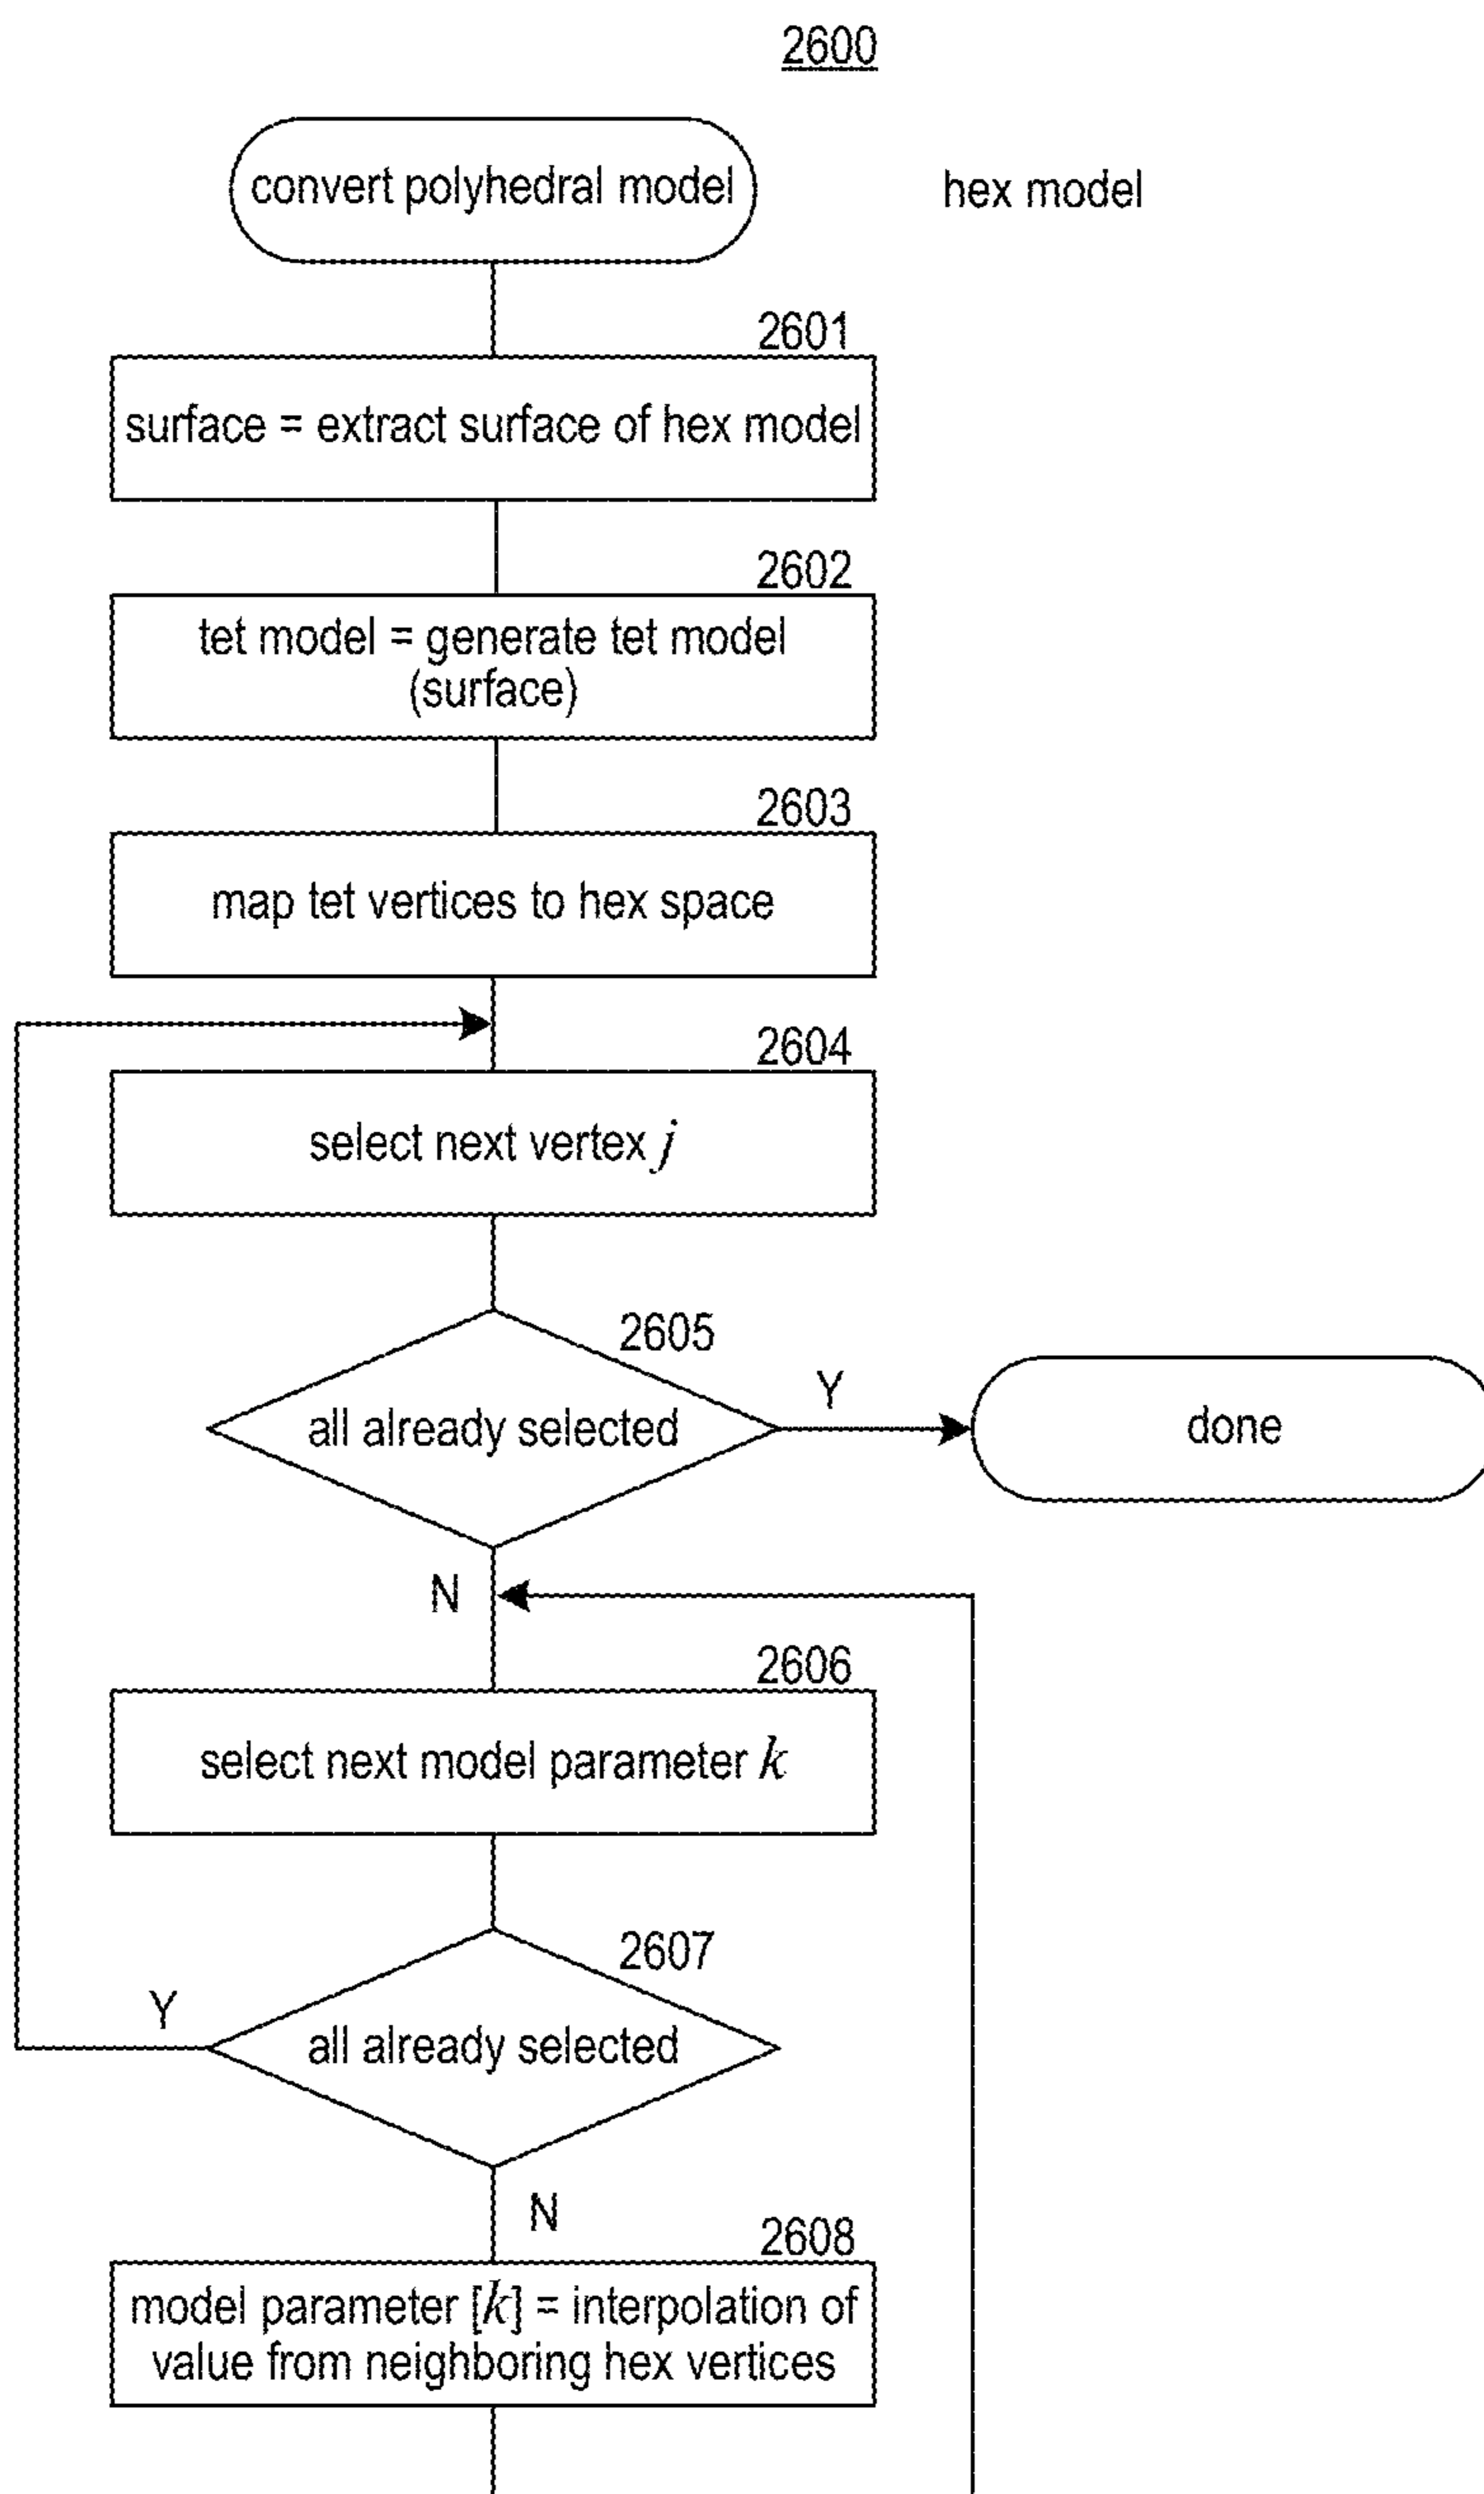 2600
convert polyhedral model
hex model
2601
surface = extract surface of hex model
2602
tet model = generate tet model
(surface)
2603
map tet vertices to hex space
2604
select next vertex j
2605
all already selected
Y
done
N
2606
select next model parameter k
2607
all already selected
Y
N
2608
model parameter [k] = interpolation of
value from neighboring hex vertices